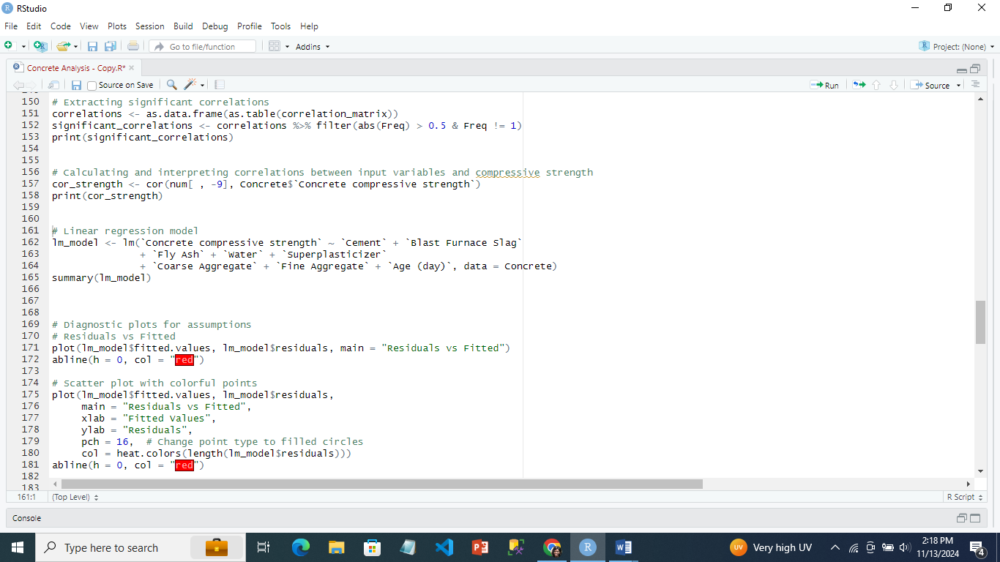 RStudio
File Edit Code View Plots Session Build Debug Profile Tools Help
Go to file/function Addins Project: (None)
Concrete Analysis - Copy.R*
Source on Save Run Source
150 # Extracting significant correlations
151 correlations <- as.data.frame(as.table(correlation_matrix))
152 significant_correlations <- correlations %>% filter(abs(Freq) > 0.5 & Freq != 1)
153 print(significant_correlations)
154
155
156 # Calculating and interpreting correlations between input variables and compressive strength
157 cor_strength <- cor(num[ , -9], Concrete$`Concrete compressive strength`)
158 print(cor_strength)
159
160
161 # Linear regression model
162 lm_model <- lm(`Concrete compressive strength` ~ `Cement` + `Blast Furnace Slag`
163 + `Fly Ash` + `Water` + `Superplasticizer`
164 + `Coarse Aggregate` + `Fine Aggregate` + `Age (day)`, data = Concrete)
165 summary(lm_model)
166
167
168
169 # Diagnostic plots for assumptions
170 # Residuals vs Fitted
171 plot(lm_model$fitted.values, lm_model$residuals, main = "Residuals vs Fitted")
172 abline(h = 0, col = "red")
173
174 # Scatter plot with colorful points
175 plot(lm_model$fitted.values, lm_model$residuals,
176 main = "Residuals vs Fitted",
177 xlab = "Fitted Values",
178 ylab = "Residuals",
179 pch = 16,  # Change point type to filled circles
180 col = heat.colors(length(lm_model$residuals)))
181 abline(h = 0, col = "red")
182
183
161:1 (Top Level) R Script
Console
Type here to search UV Very high UV 2:18 PM
11/13/2024 4